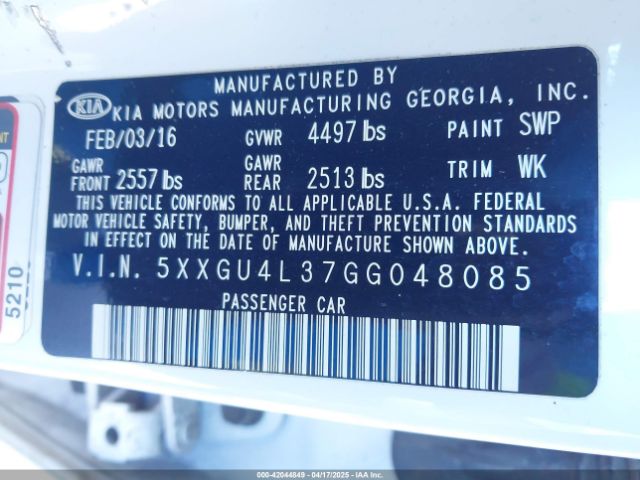 MANUFACTURED BY
KIA KIA MOTORS MANUFACTURING GEORGIA, INC.
FEB/03/16 GVWR 4497 lbs PAINT SWP
GAWR FRONT 2557 lbs GAWR REAR 2513 lbs TRIM WK
THIS VEHICLE CONFORMS TO ALL APPLICABLE U.S.A. FEDERAL
MOTOR VEHICLE SAFETY, BUMPER, AND THEFT PREVENTION STANDARDS
IN EFFECT ON THE DATE OF MANUFACTURE SHOWN ABOVE.
V.I.N. 5XXGU4L37GG048085
PASSENGER CAR
5210
000-42044849 04/17/2025 IAAI.COM